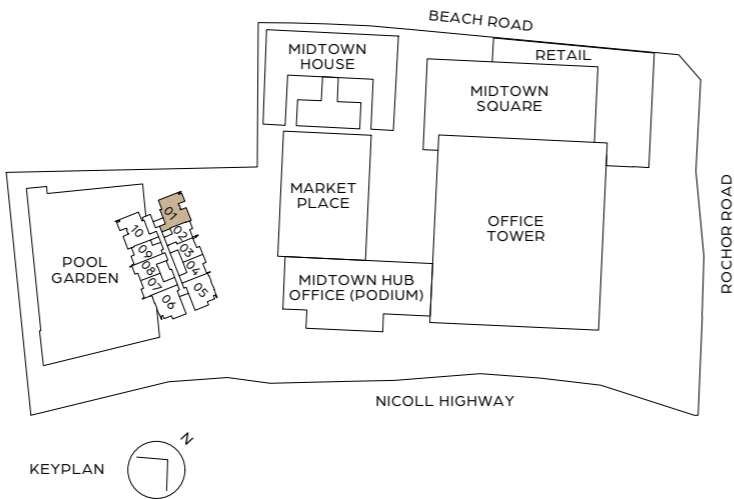 BEACH ROAD
MIDTOWN
HOUSE
RETAIL
MIDTOWN
SQUARE
MARKET
PLACE
OFFICE
TOWER
ROCHOR ROAD
POOL
GARDEN
01
02
03
04
05
10
09
08
07
06
MIDTOWN HUB
OFFICE (PODIUM)
NICOLL HIGHWAY
N
KEYPLAN